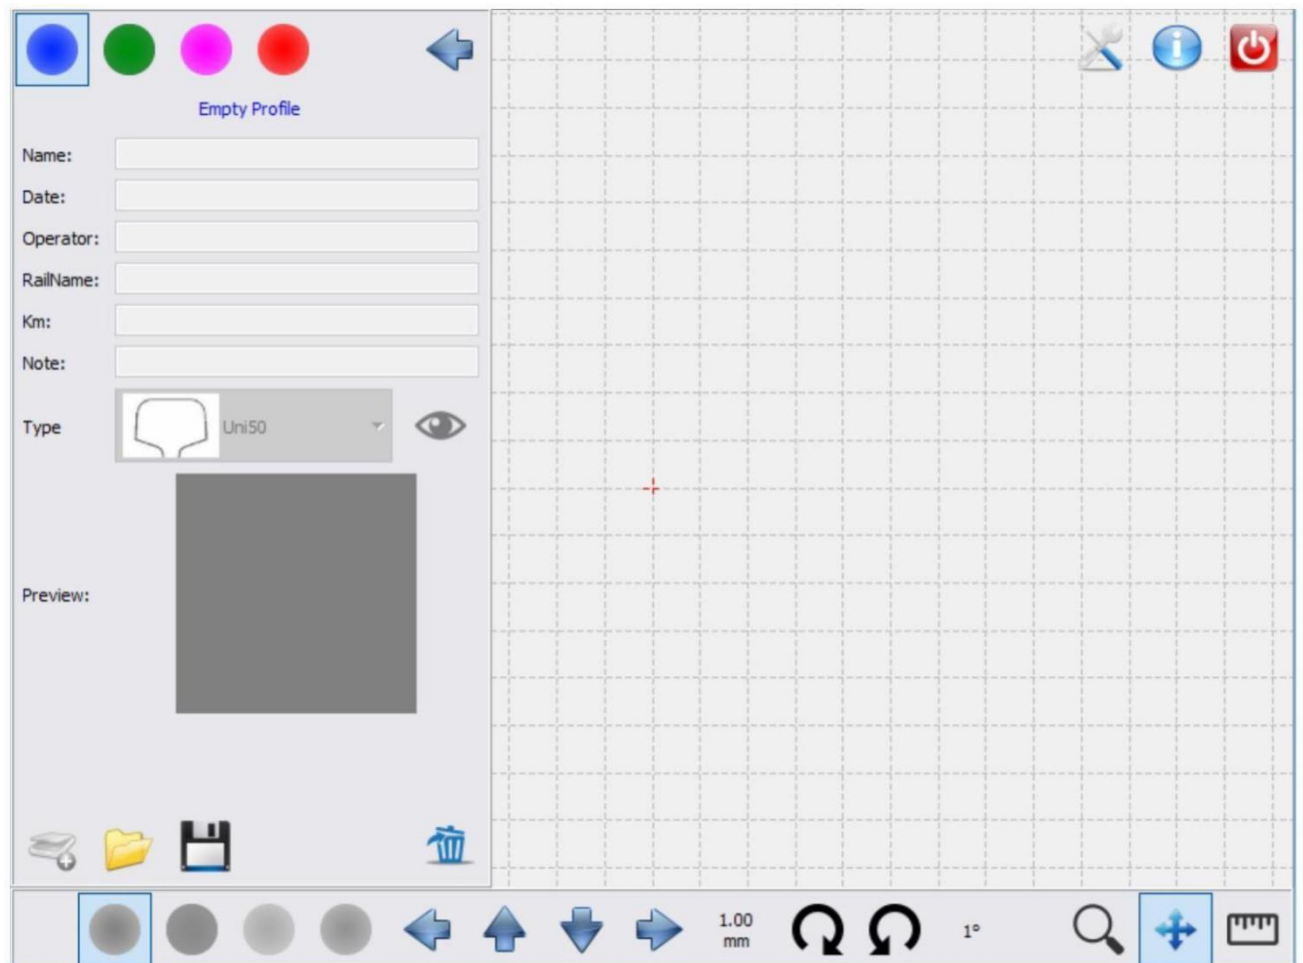 Empty Profile
Name:
Date:
Operator:
RailName:
Km:
Note:
Type
Uni50
Preview:
1.00
mm
1°